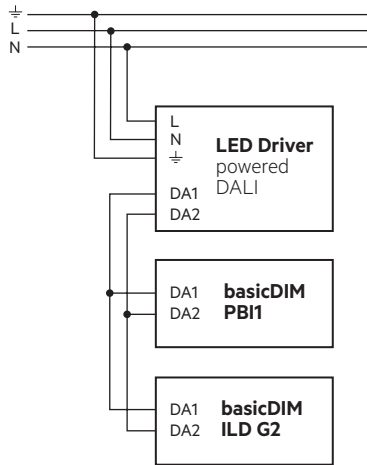 ⏚
L
N
L
N
⏚
LED Driver
powered
DALI
DA1
DA2
DA1 basicDIM
DA2 PBI1
DA1 basicDIM
DA2 ILD G2